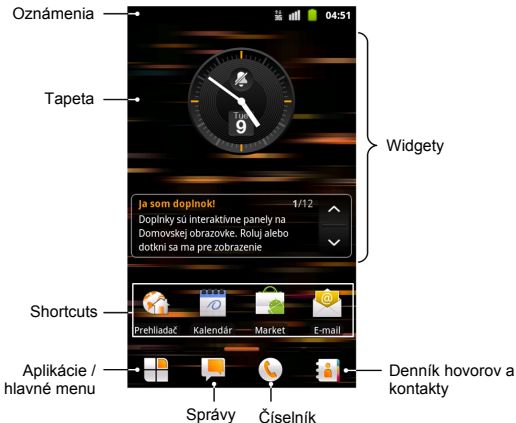 Oznámenia
3G
04:51
Tapeta
Tue
9
Widgety
Ja som doplnok!
1/12
Doplnky sú interaktívne panely na
Domovskej obrazovke. Roluj alebo
dotkni sa ma pre zobrazenie
Shortcuts
Prehliadač
Kalendár
Market
E-mail
Aplikácie /
hlavné menu
Denník hovorov a
kontakty
Správy
Číselník